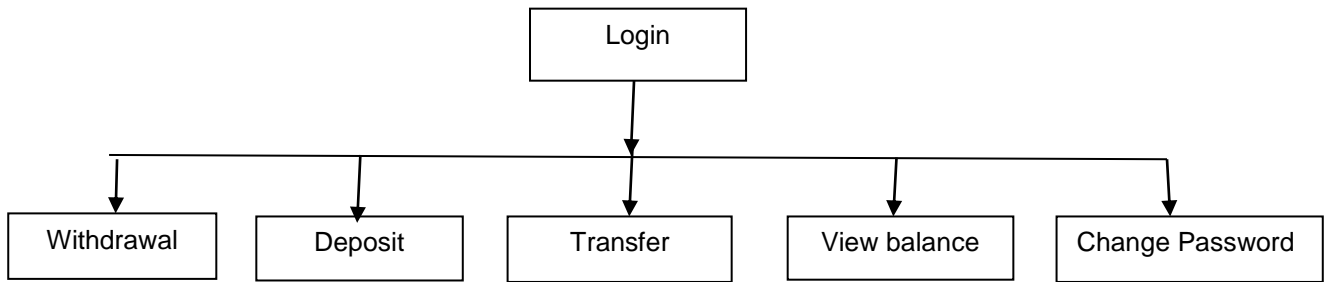 Login
Withdrawal
Deposit
Transfer
View balance
Change Password